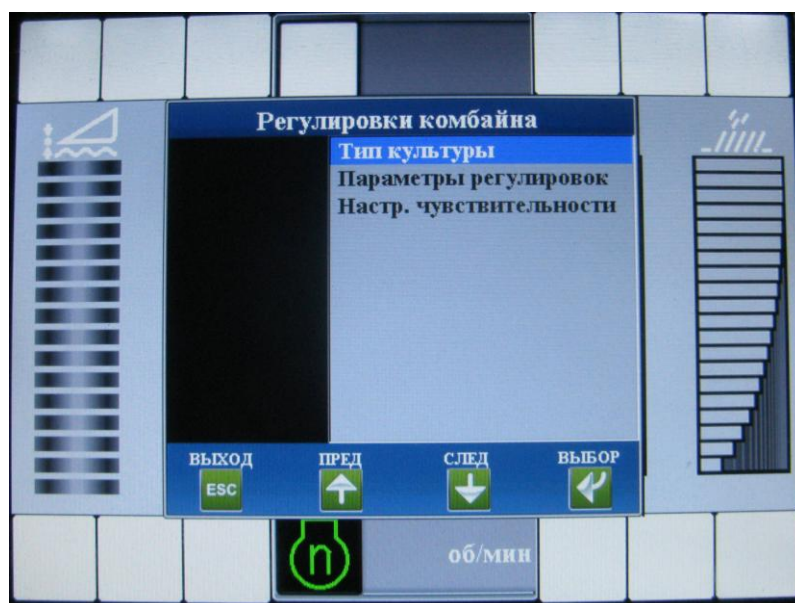 Регулировки комбайна
Тип культуры
Параметры регулировок
Настр. чувствительности
ВЫХОД ПРЕД СЛЕД ВЫБОР
ESC
n об/мин